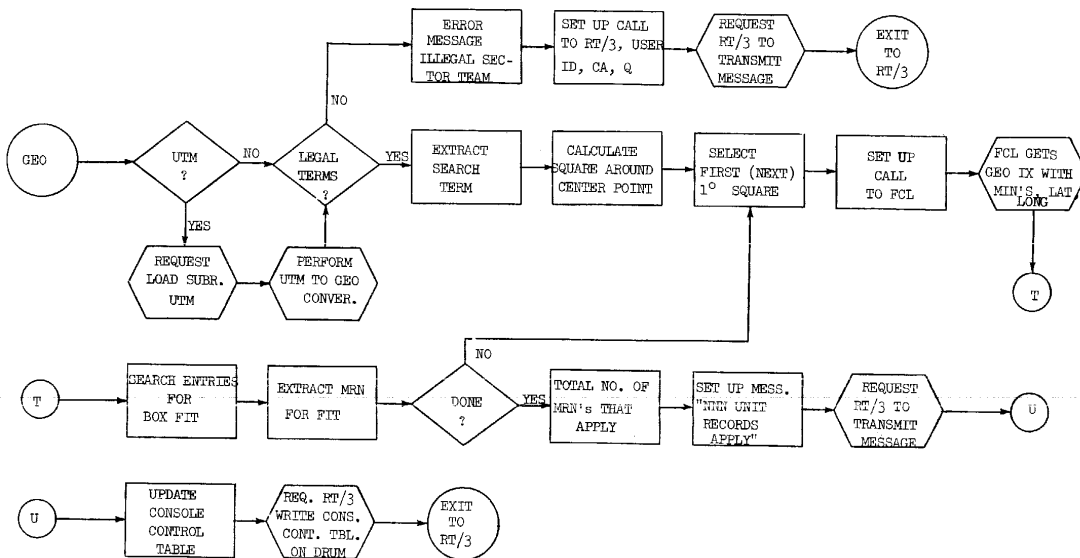 ERROR
MESSAGE
ILLEGAL SEC-
TOR TEAM
SET UP CALL
TO RT/3, USER
ID, CA, Q
REQUEST
RT/3 TO
TRANSMIT
MESSAGE
EXIT
TO
RT/3
NO
GEO
UTM
?
NO
LEGAL
TERMS
?
YES
EXTRACT
SEARCH
TERM
CALCULATE
SQUARE AROUND
CENTER POINT
SELECT
FIRST (NEXT)
1° SQUARE
SET UP
CALL
TO FCL
FCL GETS
GEO IX WITH
MIN'S, LAT,
LONG
YES
REQUEST
LOAD SUBR.
UTM
PERFORM
UTM TO GEO
CONVER.
T
NO
T
SEARCH ENTRIES
FOR
BOX FIT
EXTRACT MRN
FOR FIT
DONE
?
YES
TOTAL NO. OF
MRN's THAT
APPLY
SET UP MESS.
"NNN UNIT
RECORDS
APPLY"
REQUEST
RT/3 TO
TRANSMIT
MESSAGE
U
U
UPDATE
CONSOLE
CONTROL
TABLE
REQ. RT/3
WRITE CONS.
CONT. TBL.
ON DRUM
EXIT
TO
RT/3